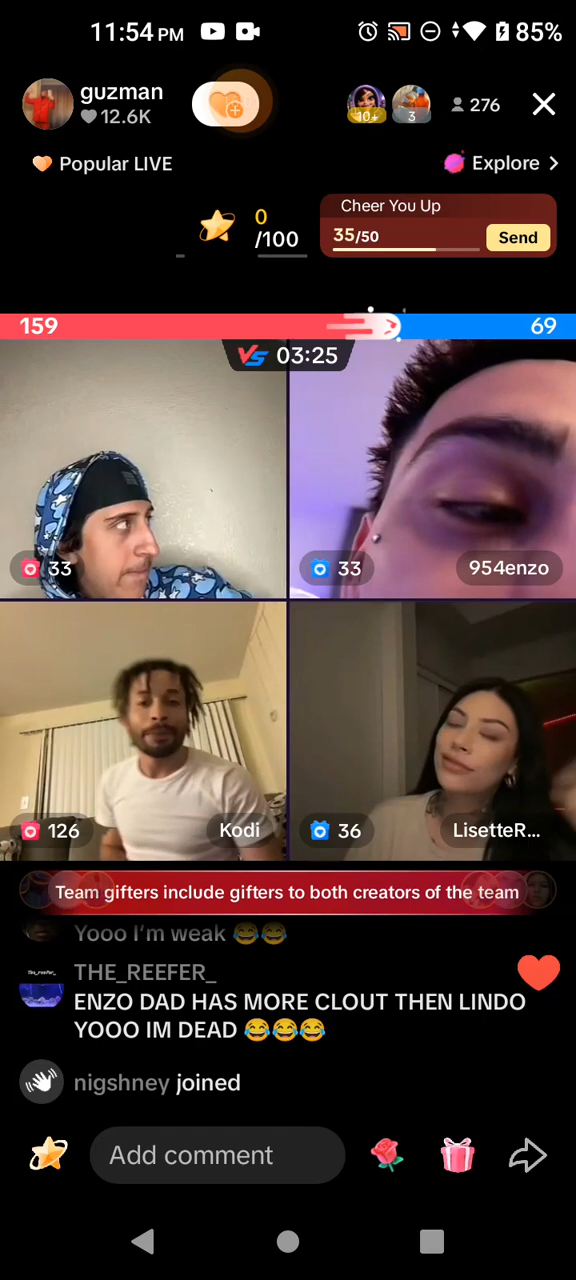 11:54 PM 85%
guzman
12.6K
10+ 3 276
Popular LIVE Explore >
Cheer You Up
0
/100
35/50 Send
159 69
VS 03:25
33 33 954enzo
126 Kodi 36 LisetteR...
Team gifters include gifters to both creators of the team
Yooo I'm weak 😂😂
THE_REEFER_
ENZO DAD HAS MORE CLOUT THEN LINDO
YOOO IM DEAD 😂😂😂
nigshney joined
Add comment